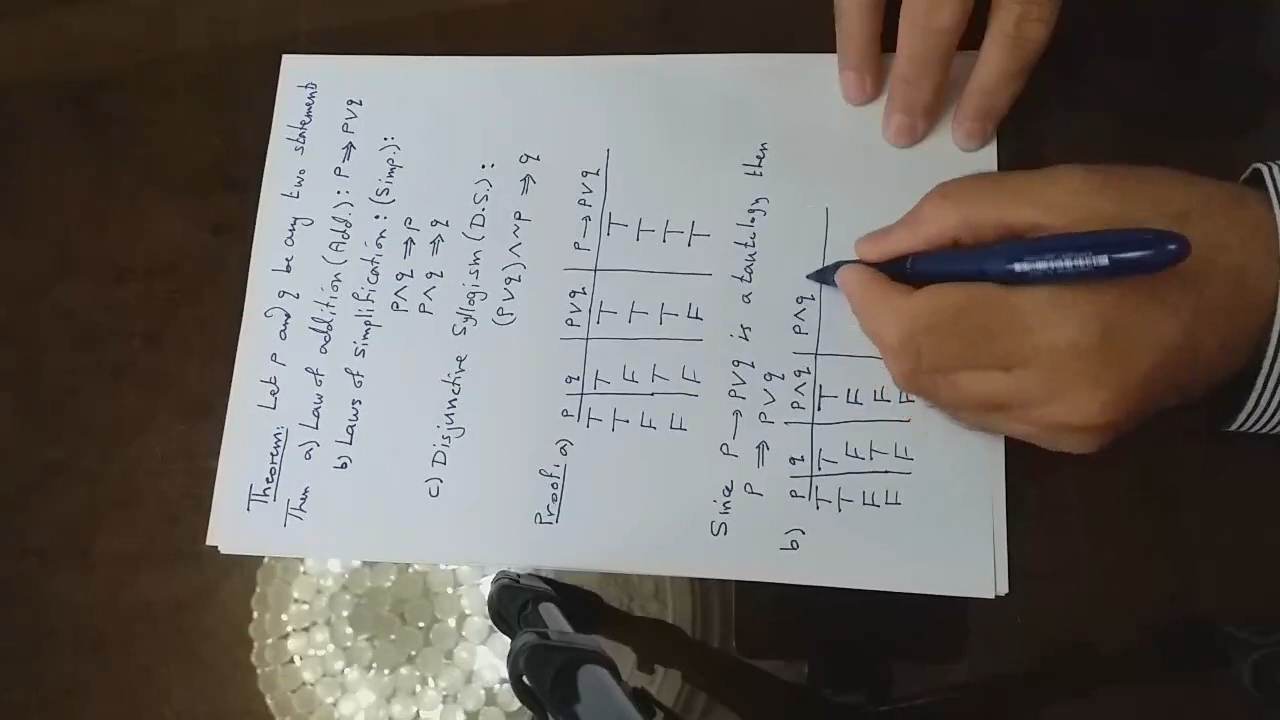 Theorem: Let p and q be any two statement
Then a) Law of addition (Add.): P ⇒ P∨q
b) Laws of simplification: (Simp.):
P∧q ⇒ P
P∧q ⇒ q
c) Disjunctive Syllogism (D.S.):
(P∨q)∧~P ⇒ q
Proof: a) P | q | P∨q | P → P∨q
T T T T
T F T T
F T T T
F F F T
Since P → P∨q is a tautology then
P ⇒ P∨q
b) P | q | P∧q | P∧q
T T T
T F F
F T F
F F F